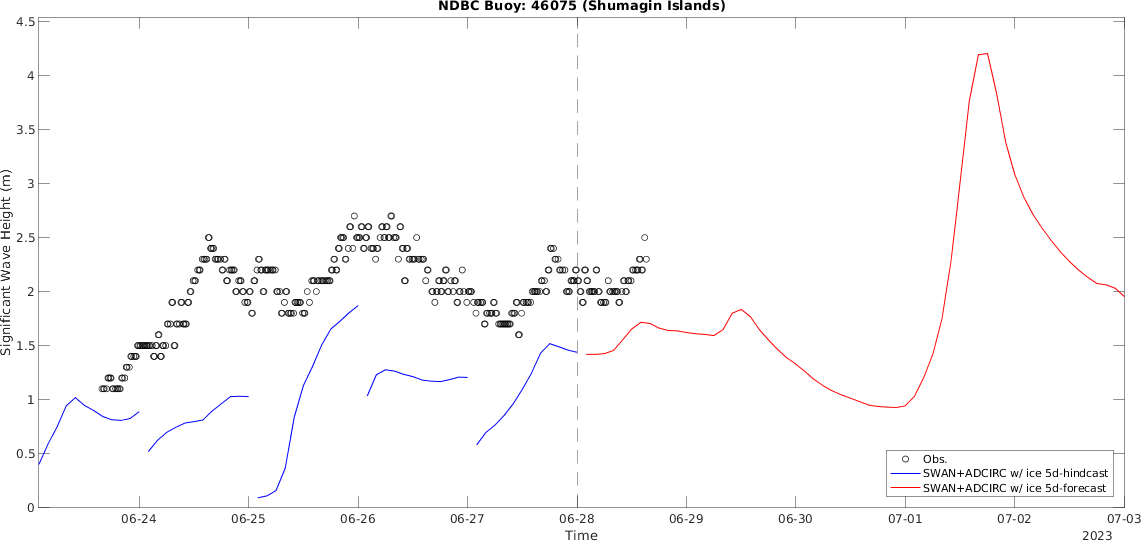 NDBC Buoy: 46075 (Shumagin Islands)
Significant Wave Height (m)
4.5
4
3.5
3
2.5
2
1.5
1
0.5
0
Obs.
SWAN+ADCIRC w/ ice 5d-hindcast
SWAN+ADCIRC w/ ice 5d-forecast
06-24 06-25 06-26 06-27 06-28 06-29 06-30 07-01 07-02 07-03
Time
2023